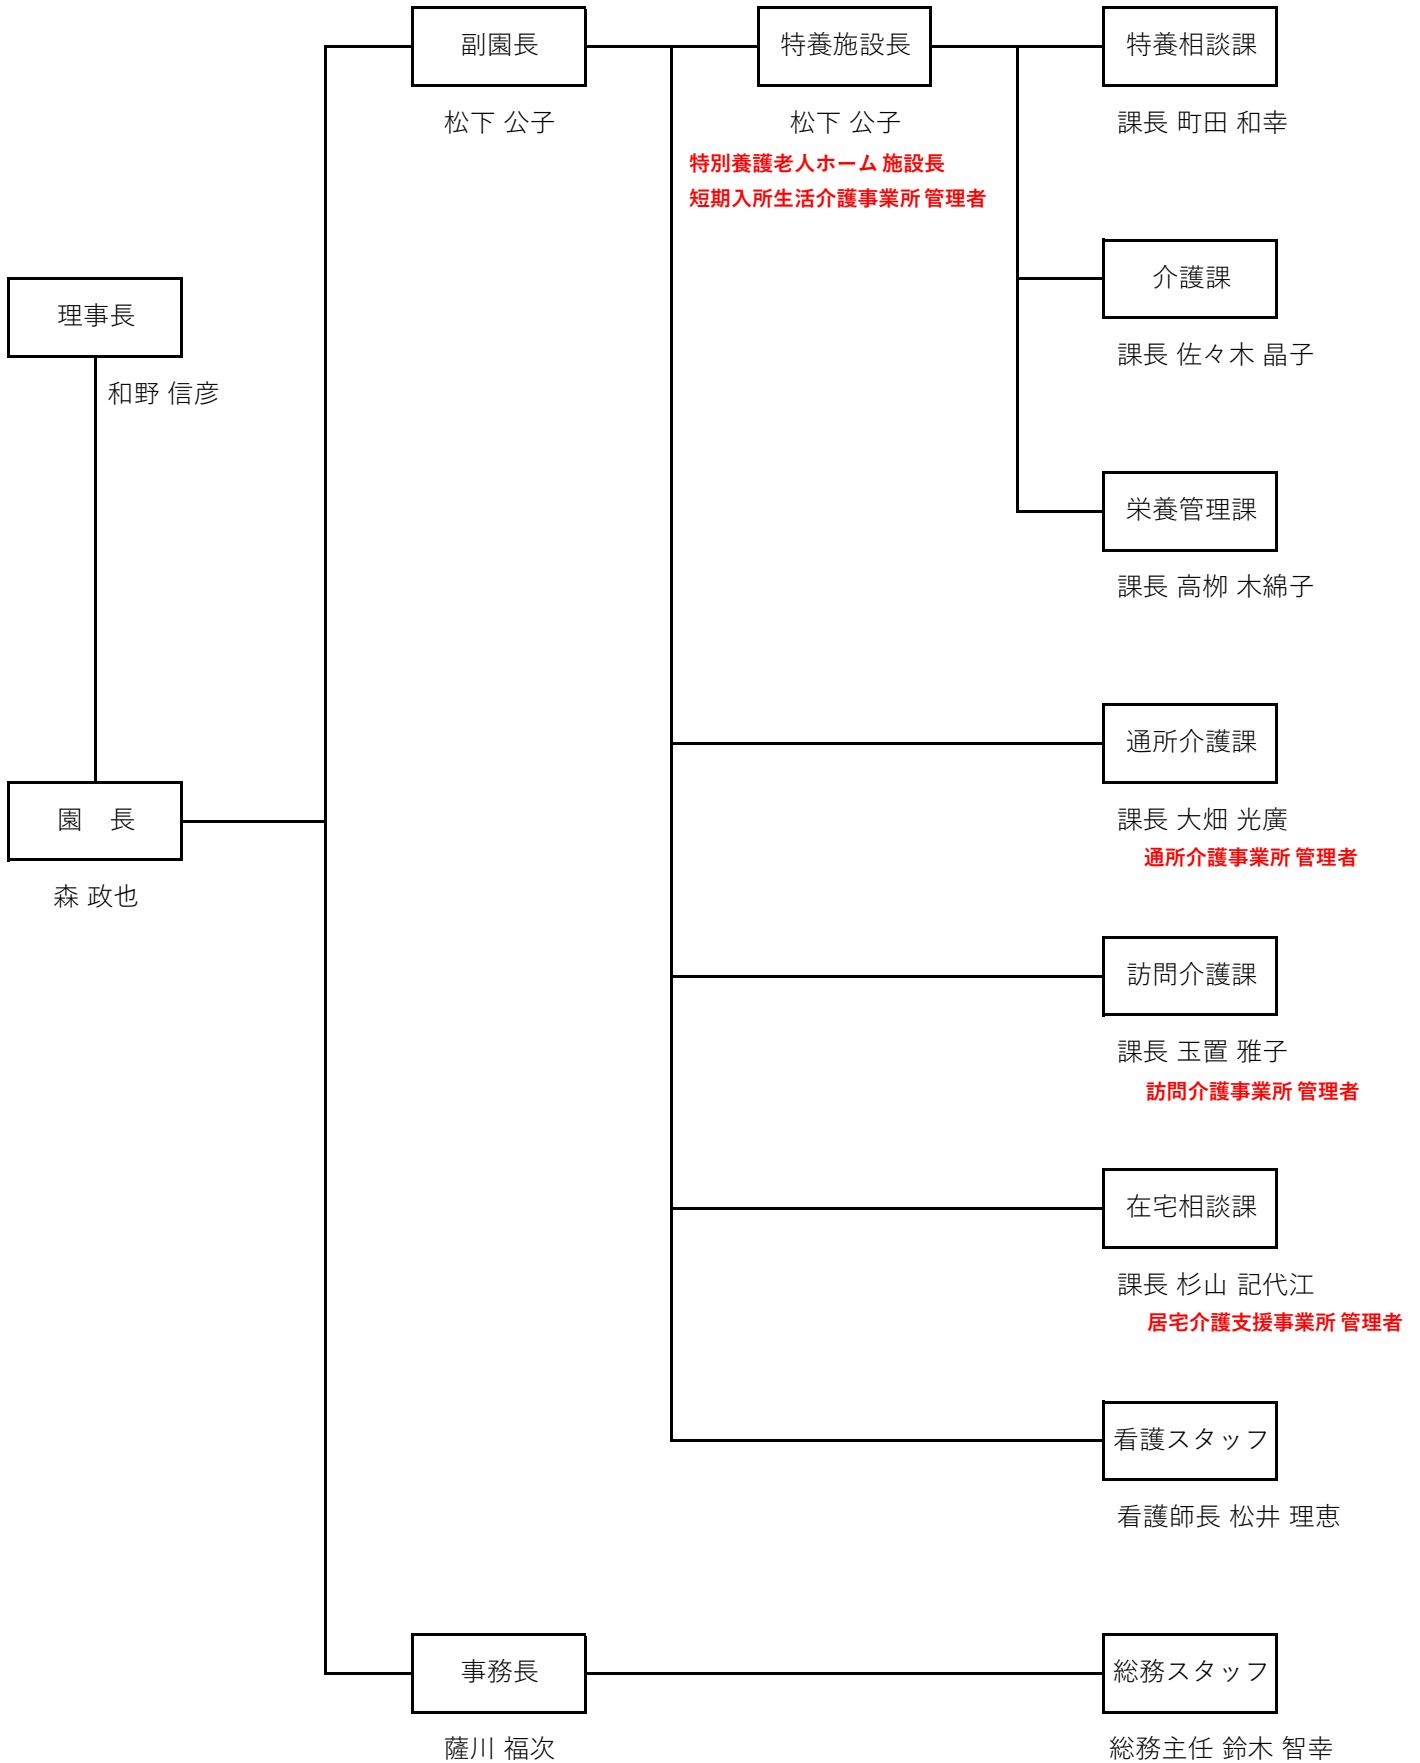 副園長
特養施設長
特養相談課
松下 公子
松下 公子
課長 町田 和幸
特別養護老人ホーム 施設長
短期入所生活介護事業所 管理者
介護課
理事長
課長 佐々木 晶子
和野 信彦
栄養管理課
課長 高栁 木綿子
通所介護課
園　長
課長 大畑 光廣
通所介護事業所 管理者
森 政也
訪問介護課
課長 玉置 雅子
訪問介護事業所 管理者
在宅相談課
課長 杉山 記代江
居宅介護支援事業所 管理者
看護スタッフ
看護師長 松井 理恵
事務長
総務スタッフ
薩川 福次
総務主任 鈴木 智幸